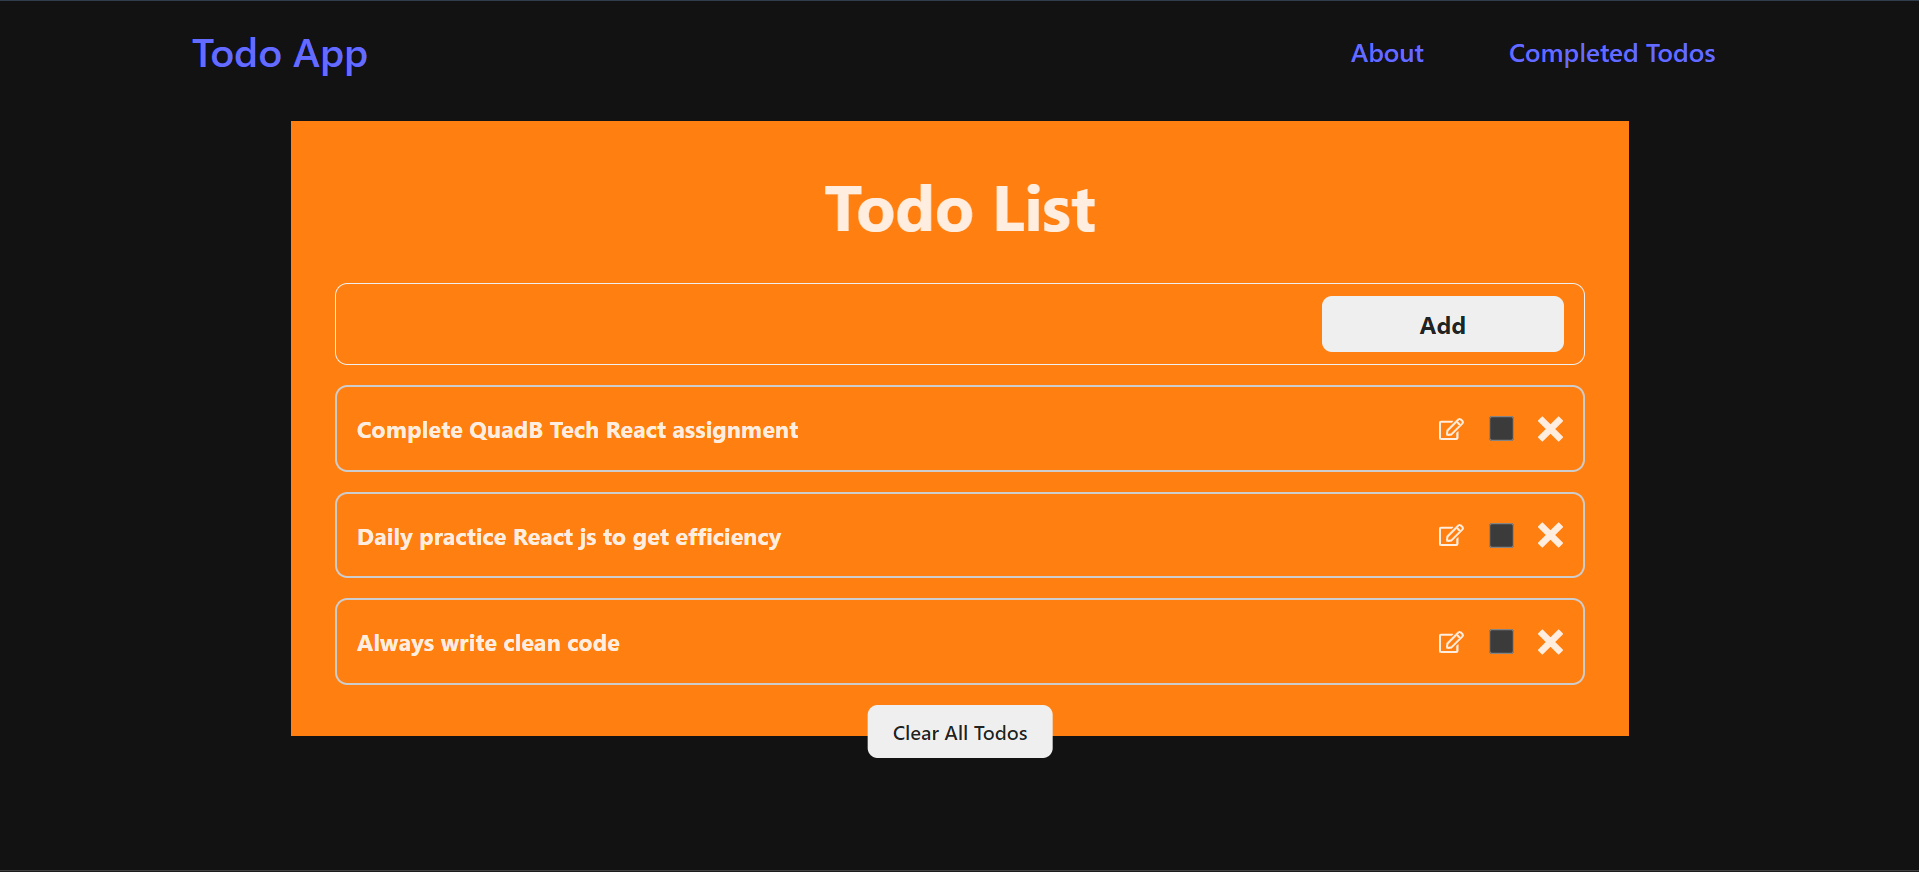 Todo App
About
Completed Todos
Todo List
Add
Complete QuadB Tech React assignment
Daily practice React js to get efficiency
Always write clean code
Clear All Todos